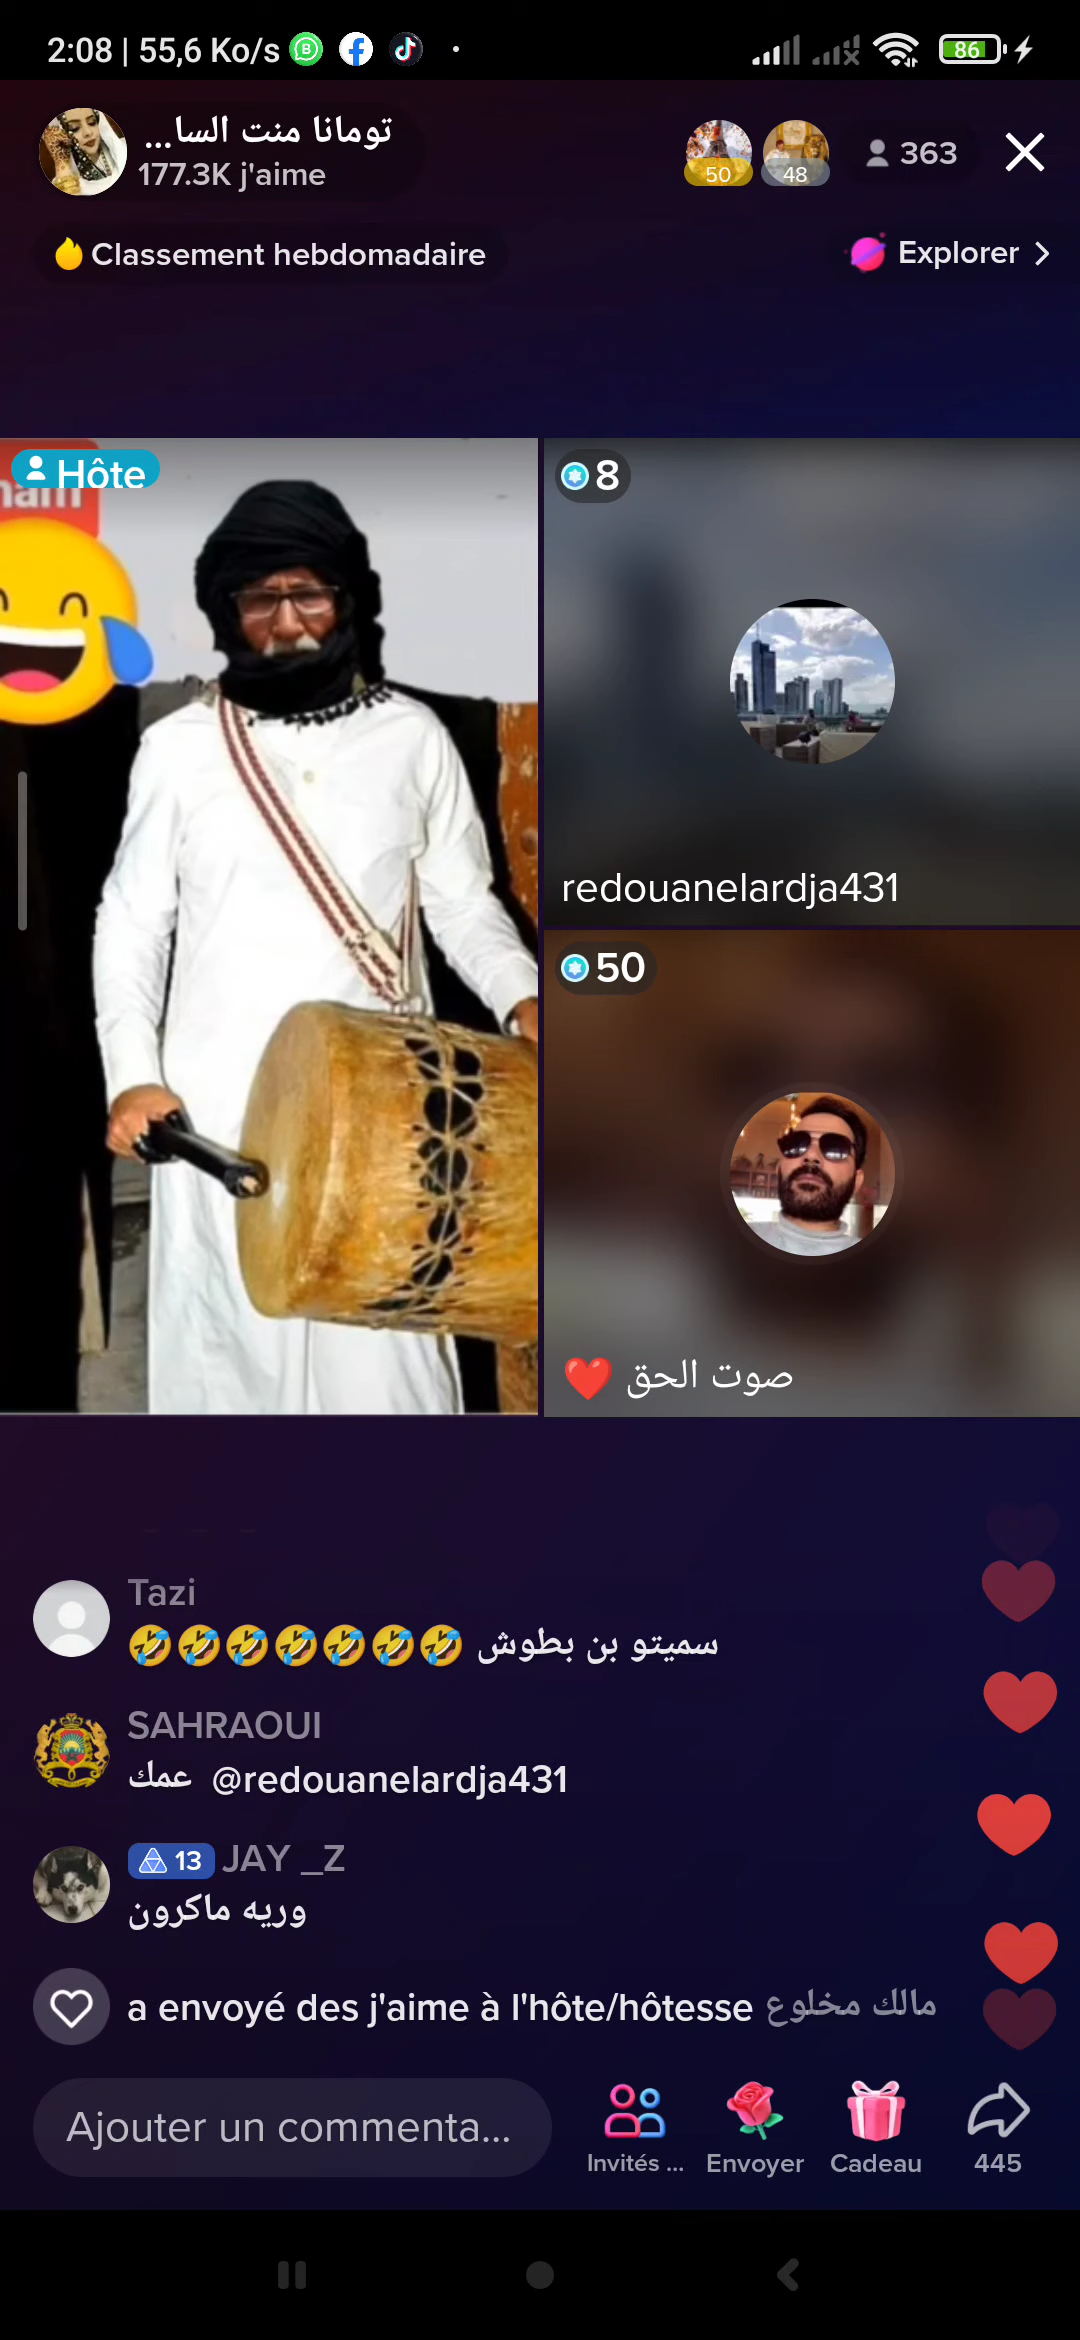 2:08 | 55,6 Ko/s
86
تومانا منت السا...
177.3K j'aime
50
48
363
Classement hebdomadaire
Explorer
Hôte
8
redouanelardja431
50
صوت الحق ❤️
Tazi
🤣🤣🤣🤣🤣🤣🤣 سميتو بن بطوش
SAHRAOUI
عمك @redouanelardja431
13 JAY _Z
وريه ماكرون
a envoyé des j'aime à l'hôte/hôtesse مالك مخلوع
Ajouter un commenta...
Invités ...
Envoyer
Cadeau
445